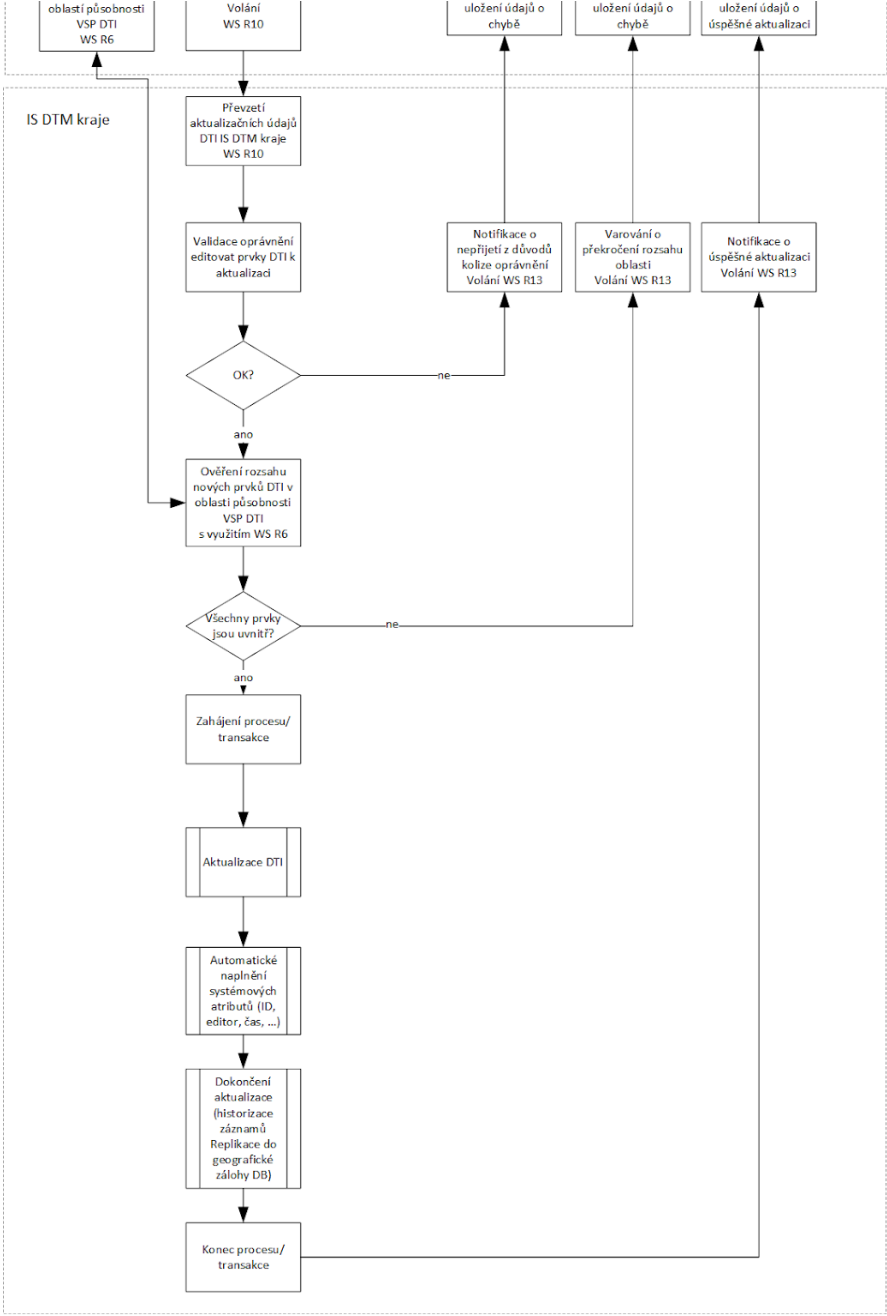 oblastí působnosti
VSP DTI
WS R6
Volání
WS R10
uložení údajů o
chybě
uložení údajů o
chybě
uložení údajů o
úspěšné aktualizaci
IS DTM kraje
Převzetí
aktualizačních údajů
DTI IS DTM kraje
WS R10
Validace oprávnění
editovat prvky DTI k
aktualizaci
Notifikace o
nepřijetí z důvodů
kolize oprávnění
Volání WS R13
Varování o
překročení rozsahu
oblasti
Volání WS R13
Notifikace o
úspěšné aktualizaci
Volání WS R13
OK?
ne
ano
Ověření rozsahu
nových prvků DTI v
oblasti působnosti
VSP DTI
s využitím WS R6
Všechny prvky
jsou uvnitř?
ne
ano
Zahájení procesu/
transakce
Aktualizace DTI
Automatické
naplnění
systémových
atributů (ID,
editor, čas, ...)
Dokončení
aktualizace
(historizace
záznamů
Replikace do
geografické
zálohy DB)
Konec procesu/
transakce